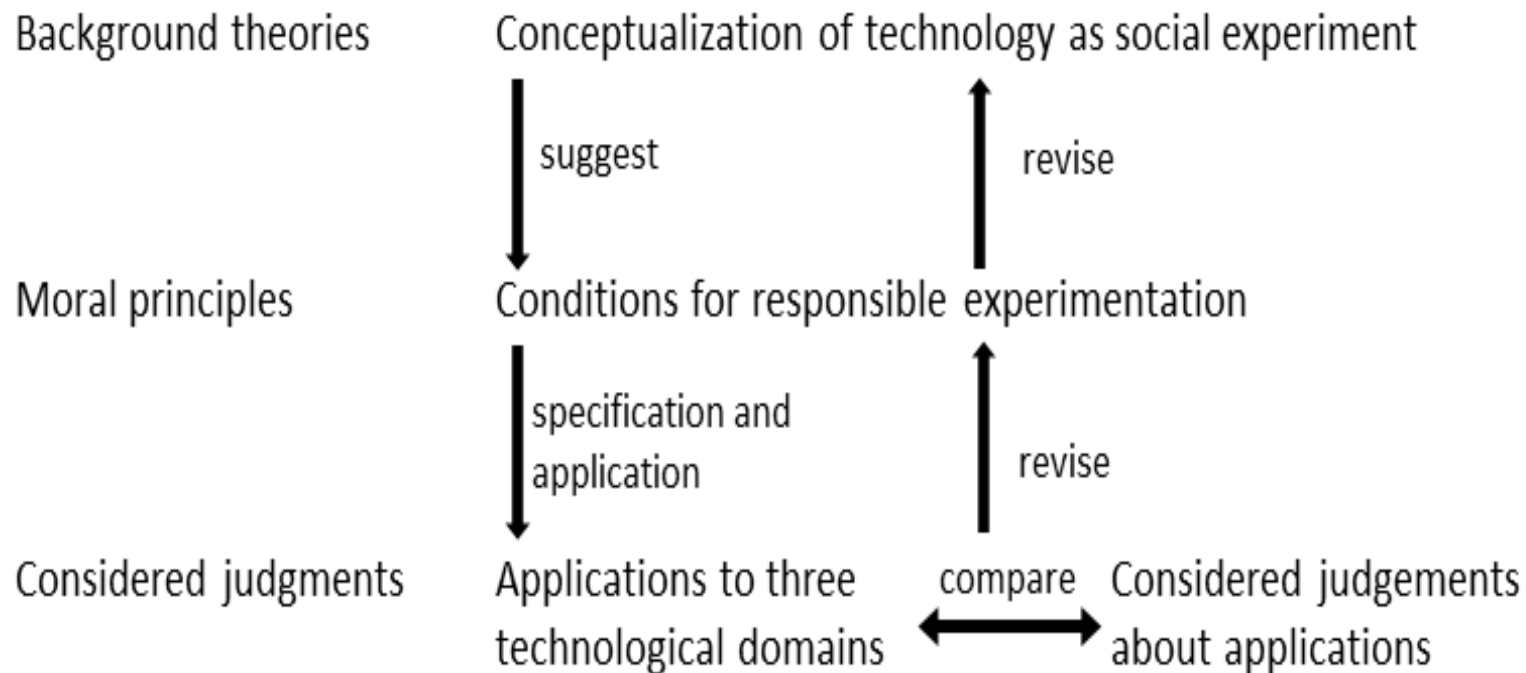 Background theories Conceptualization of technology as social experiment
suggest revise
Moral principles Conditions for responsible experimentation
specification and
application
revise
Considered judgments Applications to three compare Considered judgements
technological domains about applications